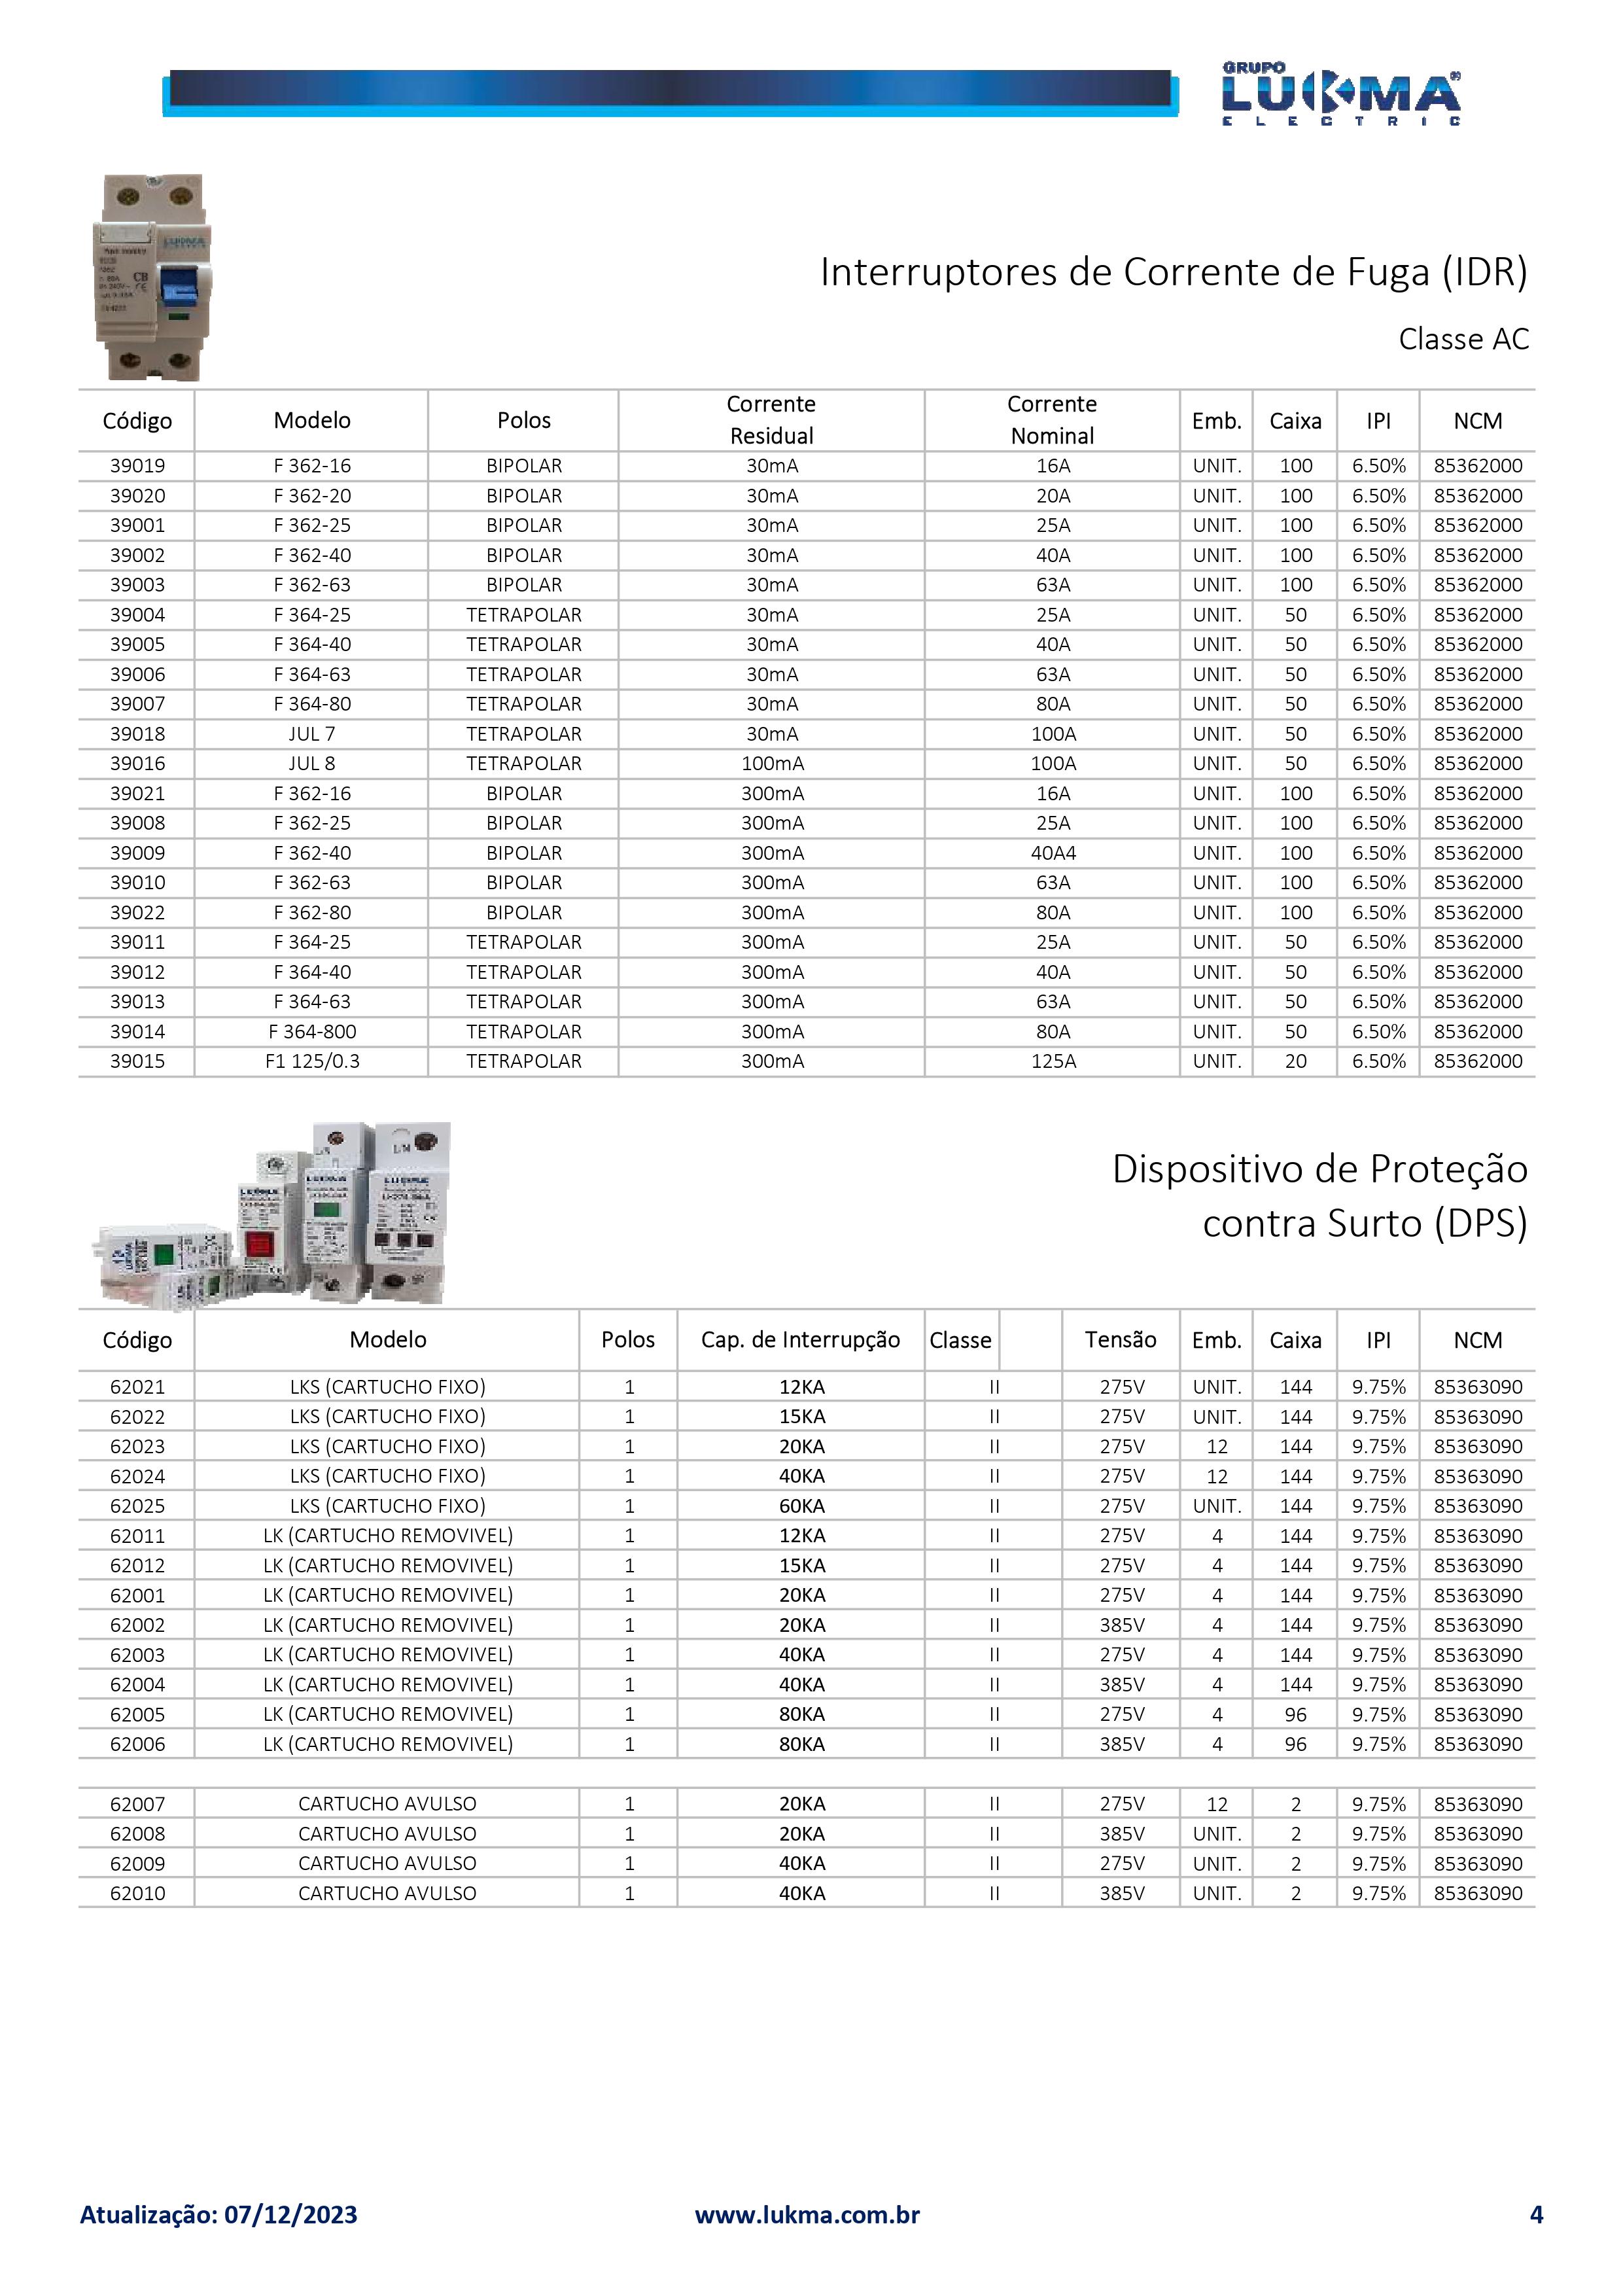 GRUPO
LUKMA®
ELECTRIC
Interruptores de Corrente de Fuga (IDR)
Classe AC
Código Modelo Polos Corrente Residual Corrente Nominal Emb. Caixa IPI NCM
39019 F 362-16 BIPOLAR 30mA 16A UNIT. 100 6.50% 85362000
39020 F 362-20 BIPOLAR 30mA 20A UNIT. 100 6.50% 85362000
39001 F 362-25 BIPOLAR 30mA 25A UNIT. 100 6.50% 85362000
39002 F 362-40 BIPOLAR 30mA 40A UNIT. 100 6.50% 85362000
39003 F 362-63 BIPOLAR 30mA 63A UNIT. 100 6.50% 85362000
39004 F 364-25 TETRAPOLAR 30mA 25A UNIT. 50 6.50% 85362000
39005 F 364-40 TETRAPOLAR 30mA 40A UNIT. 50 6.50% 85362000
39006 F 364-63 TETRAPOLAR 30mA 63A UNIT. 50 6.50% 85362000
39007 F 364-80 TETRAPOLAR 30mA 80A UNIT. 50 6.50% 85362000
39018 JUL 7 TETRAPOLAR 30mA 100A UNIT. 50 6.50% 85362000
39016 JUL 8 TETRAPOLAR 100mA 100A UNIT. 50 6.50% 85362000
39021 F 362-16 BIPOLAR 300mA 16A UNIT. 100 6.50% 85362000
39008 F 362-25 BIPOLAR 300mA 25A UNIT. 100 6.50% 85362000
39009 F 362-40 BIPOLAR 300mA 40A4 UNIT. 100 6.50% 85362000
39010 F 362-63 BIPOLAR 300mA 63A UNIT. 100 6.50% 85362000
39022 F 362-80 BIPOLAR 300mA 80A UNIT. 100 6.50% 85362000
39011 F 364-25 TETRAPOLAR 300mA 25A UNIT. 50 6.50% 85362000
39012 F 364-40 TETRAPOLAR 300mA 40A UNIT. 50 6.50% 85362000
39013 F 364-63 TETRAPOLAR 300mA 63A UNIT. 50 6.50% 85362000
39014 F 364-800 TETRAPOLAR 300mA 80A UNIT. 50 6.50% 85362000
39015 F1 125/0.3 TETRAPOLAR 300mA 125A UNIT. 20 6.50% 85362000
Dispositivo de Proteção
contra Surto (DPS)
Código Modelo Polos Cap. de Interrupção Classe Tensão Emb. Caixa IPI NCM
62021 LKS (CARTUCHO FIXO) 1 12KA II 275V UNIT. 144 9.75% 85363090
62022 LKS (CARTUCHO FIXO) 1 15KA II 275V UNIT. 144 9.75% 85363090
62023 LKS (CARTUCHO FIXO) 1 20KA II 275V 12 144 9.75% 85363090
62024 LKS (CARTUCHO FIXO) 1 40KA II 275V 12 144 9.75% 85363090
62025 LKS (CARTUCHO FIXO) 1 60KA II 275V UNIT. 144 9.75% 85363090
62011 LK (CARTUCHO REMOVIVEL) 1 12KA II 275V 4 144 9.75% 85363090
62012 LK (CARTUCHO REMOVIVEL) 1 15KA II 275V 4 144 9.75% 85363090
62001 LK (CARTUCHO REMOVIVEL) 1 20KA II 275V 4 144 9.75% 85363090
62002 LK (CARTUCHO REMOVIVEL) 1 20KA II 385V 4 144 9.75% 85363090
62003 LK (CARTUCHO REMOVIVEL) 1 40KA II 275V 4 144 9.75% 85363090
62004 LK (CARTUCHO REMOVIVEL) 1 40KA II 385V 4 144 9.75% 85363090
62005 LK (CARTUCHO REMOVIVEL) 1 80KA II 275V 4 96 9.75% 85363090
62006 LK (CARTUCHO REMOVIVEL) 1 80KA II 385V 4 96 9.75% 85363090
62007 CARTUCHO AVULSO 1 20KA II 275V 12 2 9.75% 85363090
62008 CARTUCHO AVULSO 1 20KA II 385V UNIT. 2 9.75% 85363090
62009 CARTUCHO AVULSO 1 40KA II 275V UNIT. 2 9.75% 85363090
62010 CARTUCHO AVULSO 1 40KA II 385V UNIT. 2 9.75% 85363090
Atualização: 07/12/2023 www.lukma.com.br 4